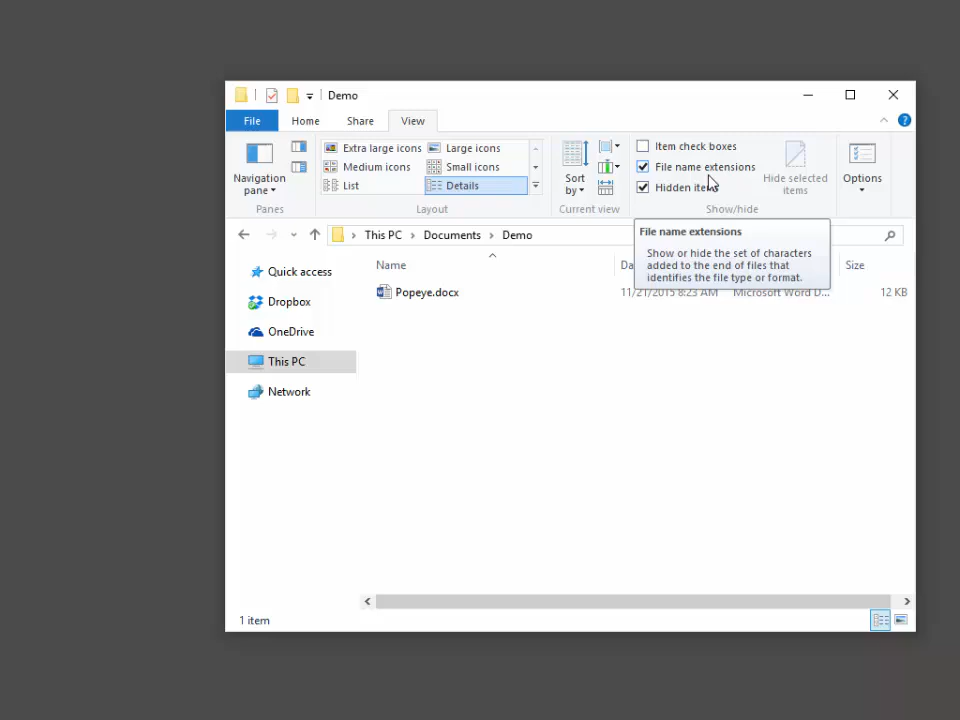 Demo
File Home Share View
Navigation pane
Extra large icons Large icons
Medium icons Small icons
List Details
Sort by
Item check boxes
File name extensions
Hidden items
Hide selected items
Options
Panes Layout Current view Show/hide
This PC Documents Demo
File name extensions
Show or hide the set of characters
added to the end of files that
identifies the file type or format.
Name Da Size
Popeye.docx 11/21/2015 8:23 AM Microsoft Word D... 12 KB
Quick access
Dropbox
OneDrive
This PC
Network
1 item